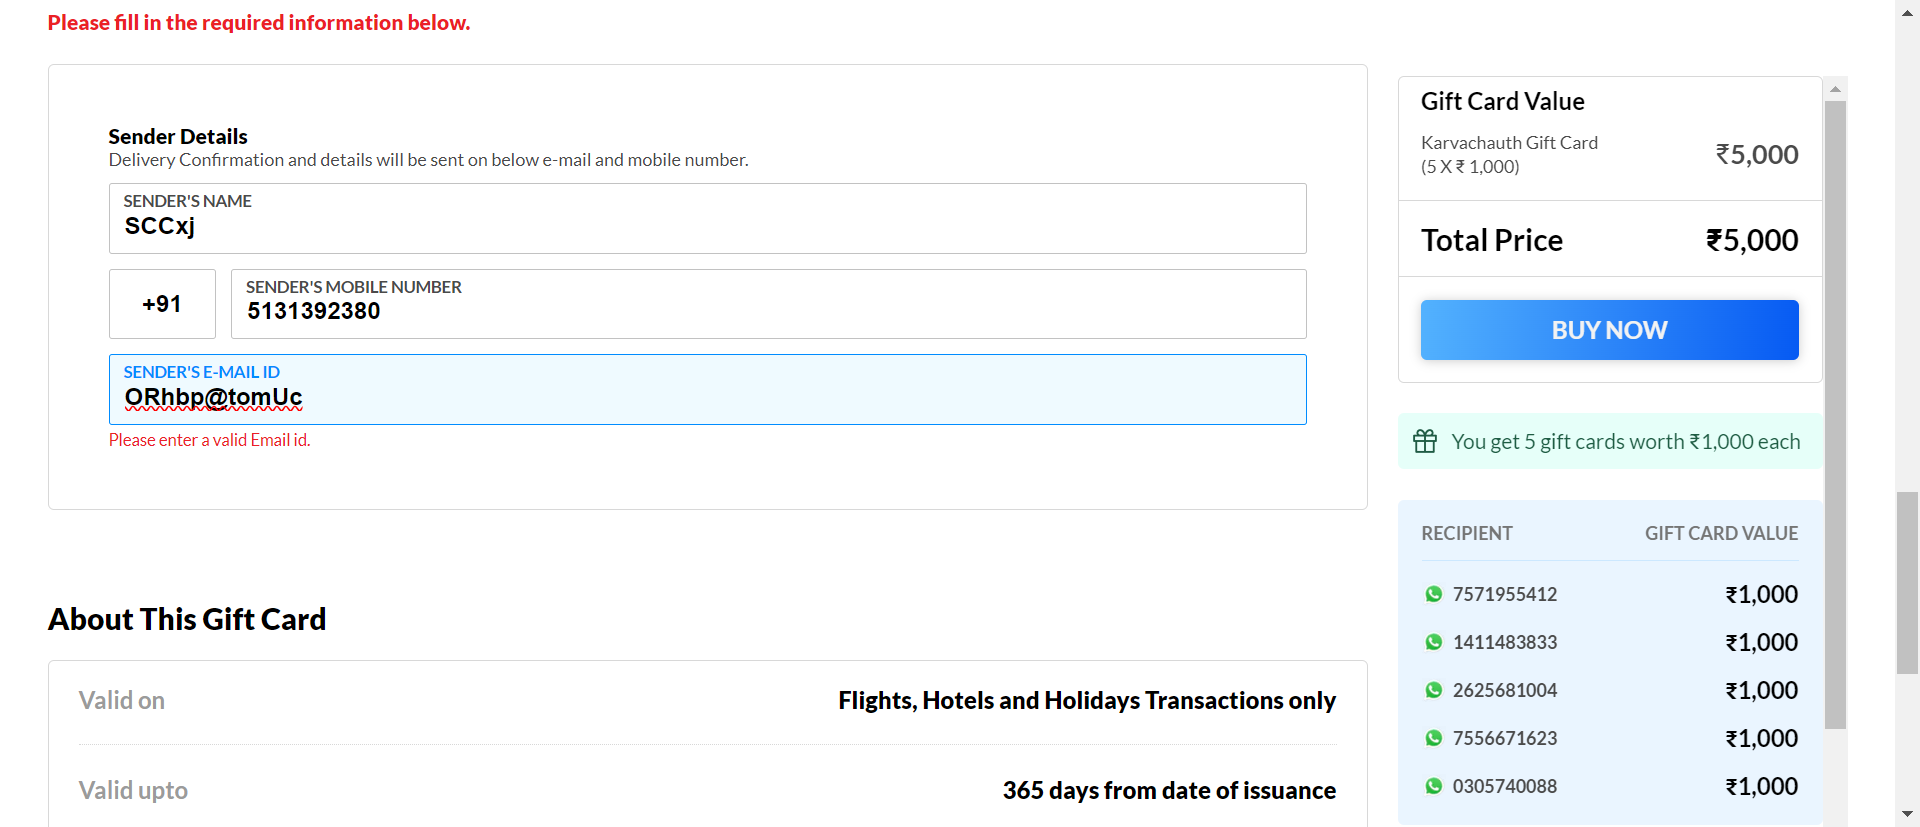 Please fill in the required information below.
Sender Details
Delivery Confirmation and details will be sent on below e-mail and mobile number.
SENDER'S NAME
SCCxj
+91
SENDER'S MOBILE NUMBER
5131392380
SENDER'S E-MAIL ID
ORhbp@tomUc
Please enter a valid Email id.
About This Gift Card
Valid on
Flights, Hotels and Holidays Transactions only
Valid upto
365 days from date of issuance
Gift Card Value
Karvachauth Gift Card
(5 X ₹ 1,000)
₹5,000
Total Price
₹5,000
BUY NOW
You get 5 gift cards worth ₹1,000 each
RECIPIENT
GIFT CARD VALUE
7571955412
₹1,000
1411483833
₹1,000
2625681004
₹1,000
7556671623
₹1,000
0305740088
₹1,000